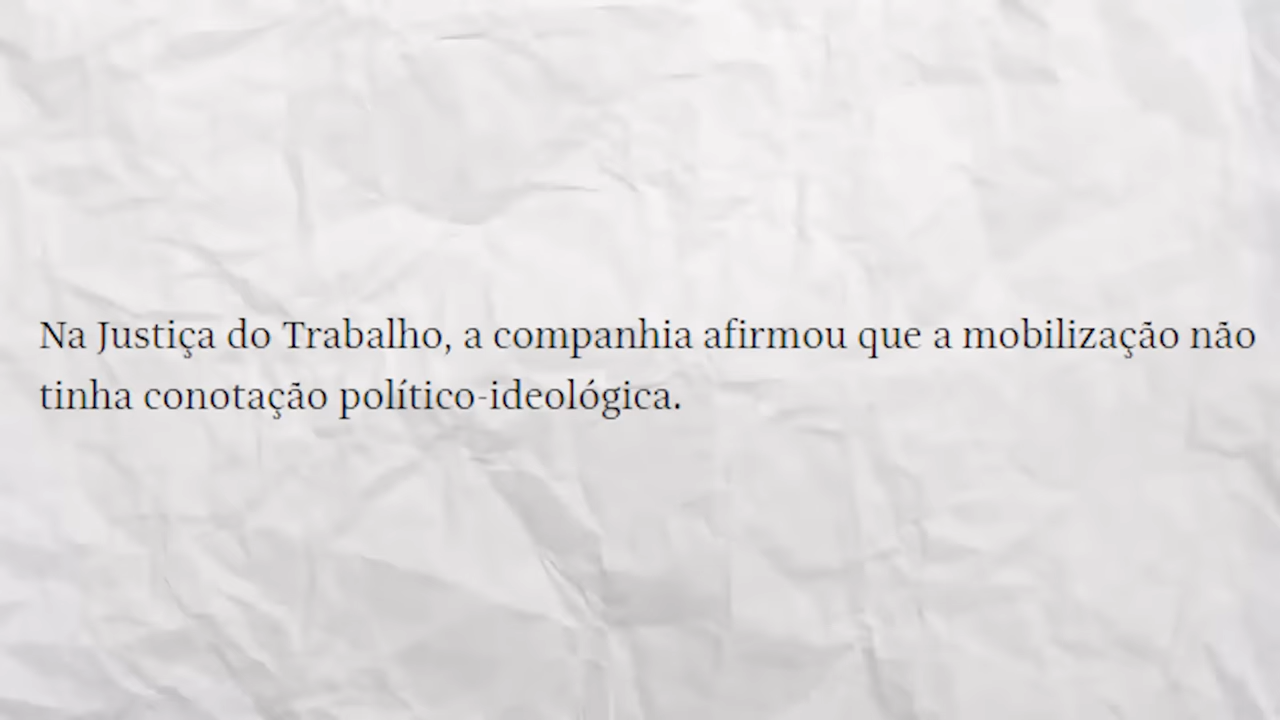 Na Justiça do Trabalho, a companhia afirmou que a mobilização não
tinha conotação político-ideológica.